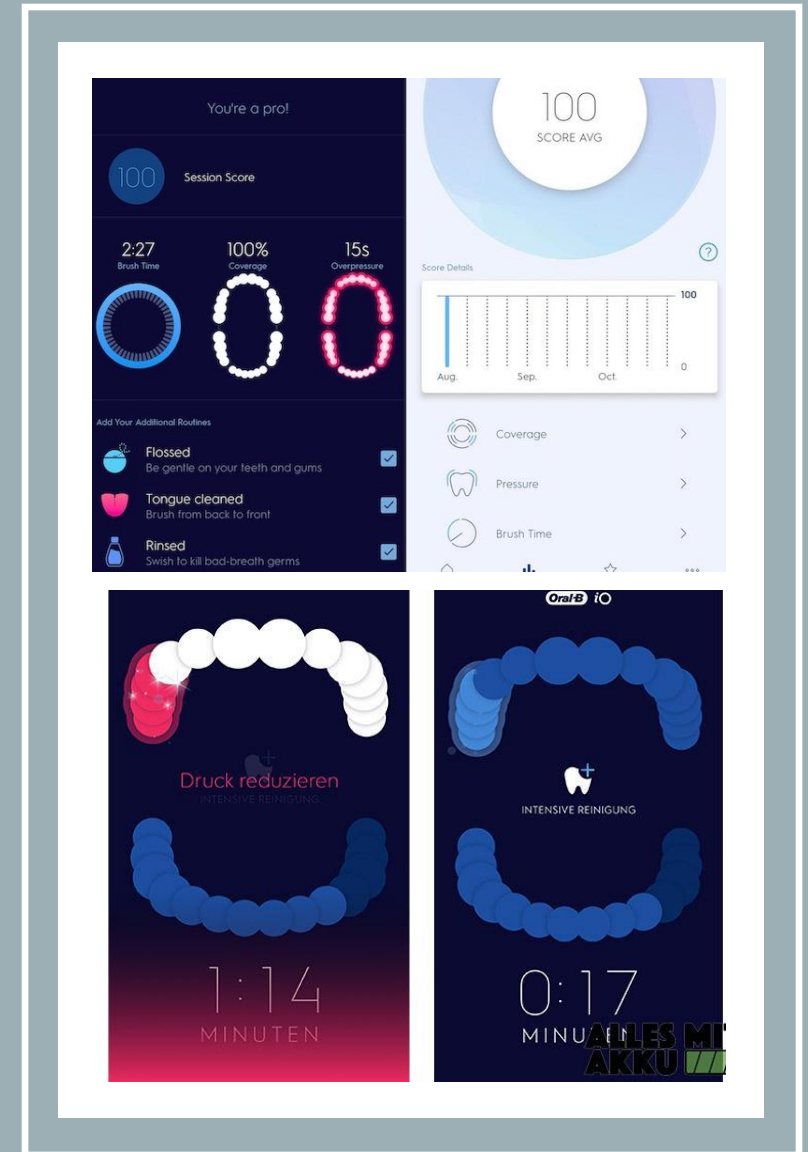 You're a pro!
100
Session Score
2:27
Brush Time
100%
Coverage
15s
Overpressure
Add Your Additional Routines
Flossed
Be gentle on your teeth and gums
Tongue cleaned
Brush from back to front
Rinsed
Swish to kill bad-breath germs
100
SCORE AVG
?
Score Details
100
0
Aug.
Sep.
Oct.
Coverage
Pressure
Brush Time
Druck reduzieren
INTENSIVE REINIGUNG
1:14
MINUTEN
Oral-B iO
INTENSIVE REINIGUNG
0:17
MINUTEN
ALLES MIT
AKKU